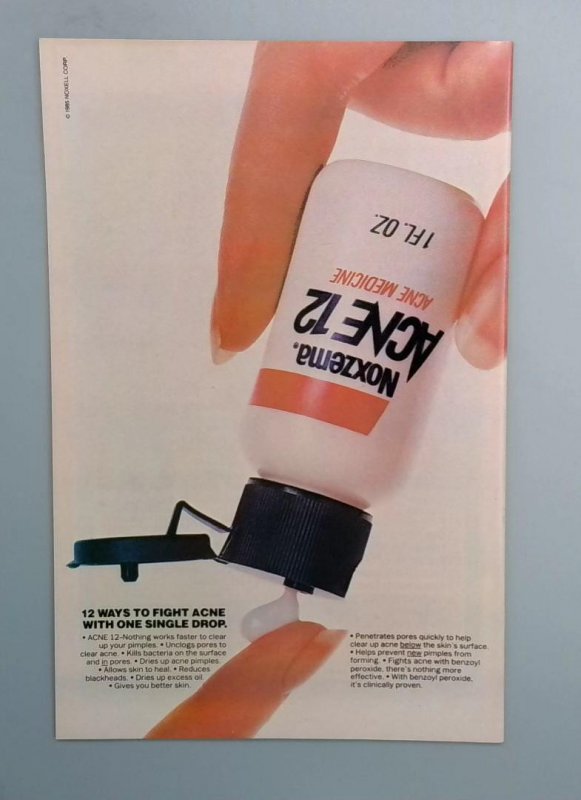 © 1985 NOXELL CORP.
1 FL. OZ.
ACNE MEDICINE
ACNE 12
Noxzema®
12 WAYS TO FIGHT ACNE
WITH ONE SINGLE DROP.
• ACNE 12–Nothing works faster to clear
up your pimples. • Unclogs pores to
clear acne. • Kills bacteria on the surface
and in pores. • Dries up acne pimples.
• Allows skin to heal. • Reduces
blackheads. • Dries up excess oil
• Gives you better skin.
• Penetrates pores quickly to help
clear up acne below the skin's surface.
• Helps prevent new pimples from
forming. • Fights acne with benzoyl
peroxide, there's nothing more
effective. • With benzoyl peroxide,
it's clinically proven.